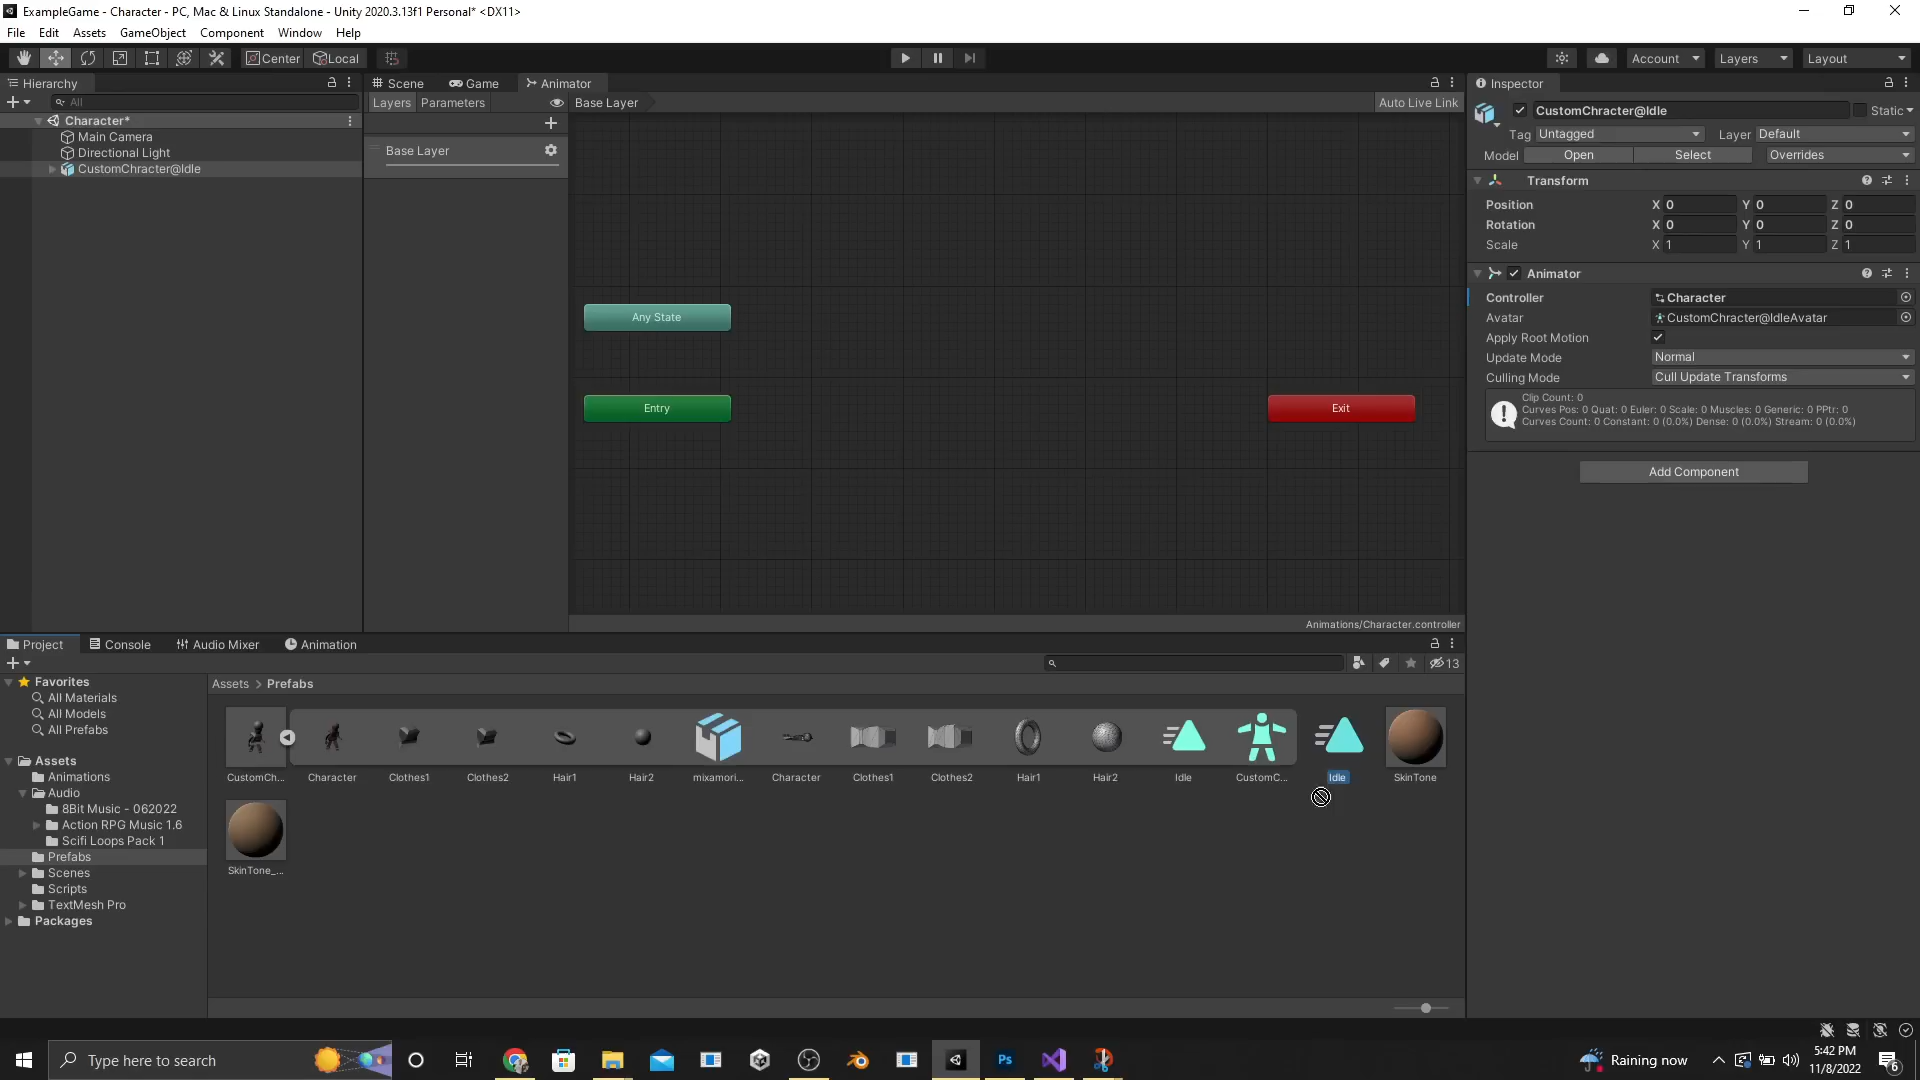 ExampleGame - Character - PC, Mac & Linux Standalone - Unity 2020.3.13f1 Personal* <DX11>
File Edit Assets GameObject Component Window Help
Center Local Account Layers Layout
Hierarchy
All
Character*
Main Camera
Directional Light
CustomChracter@Idle
Scene Game Animator
Layers Parameters Base Layer Auto Live Link
Base Layer
Any State
Entry
Exit
Animations/Character.controller
Inspector
CustomChracter@Idle Static
Tag Untagged Layer Default
Model Open Select Overrides
Transform
Position X 0 Y 0 Z 0
Rotation X 0 Y 0 Z 0
Scale X 1 Y 1 Z 1
Animator
Controller Character
Avatar CustomChracter@IdleAvatar
Apply Root Motion
Update Mode Normal
Culling Mode Cull Update Transforms
Clip Count: 0
Curves Pos: 0 Quat: 0 Euler: 0 Scale: 0 Muscles: 0 Generic: 0 PPtr: 0
Curves Count: 0 Constant: 0 (0.0%) Dense: 0 (0.0%) Stream: 0 (0.0%)
Add Component
Project Console Audio Mixer Animation
13
Favorites
All Materials
All Models
All Prefabs
Assets
Animations
Audio
8Bit Music - 062022
Action RPG Music 1.6
Scifi Loops Pack 1
Prefabs
Scenes
Scripts
TextMesh Pro
Packages
Assets > Prefabs
CustomCh... Character Clothes1 Clothes2 Hair1 Hair2 mixamori... Character Clothes1 Clothes2 Hair1 Hair2 Idle CustomC... Idle SkinTone
SkinTone_...
Type here to search
Ps
Raining now
5:42 PM
11/8/2022
6